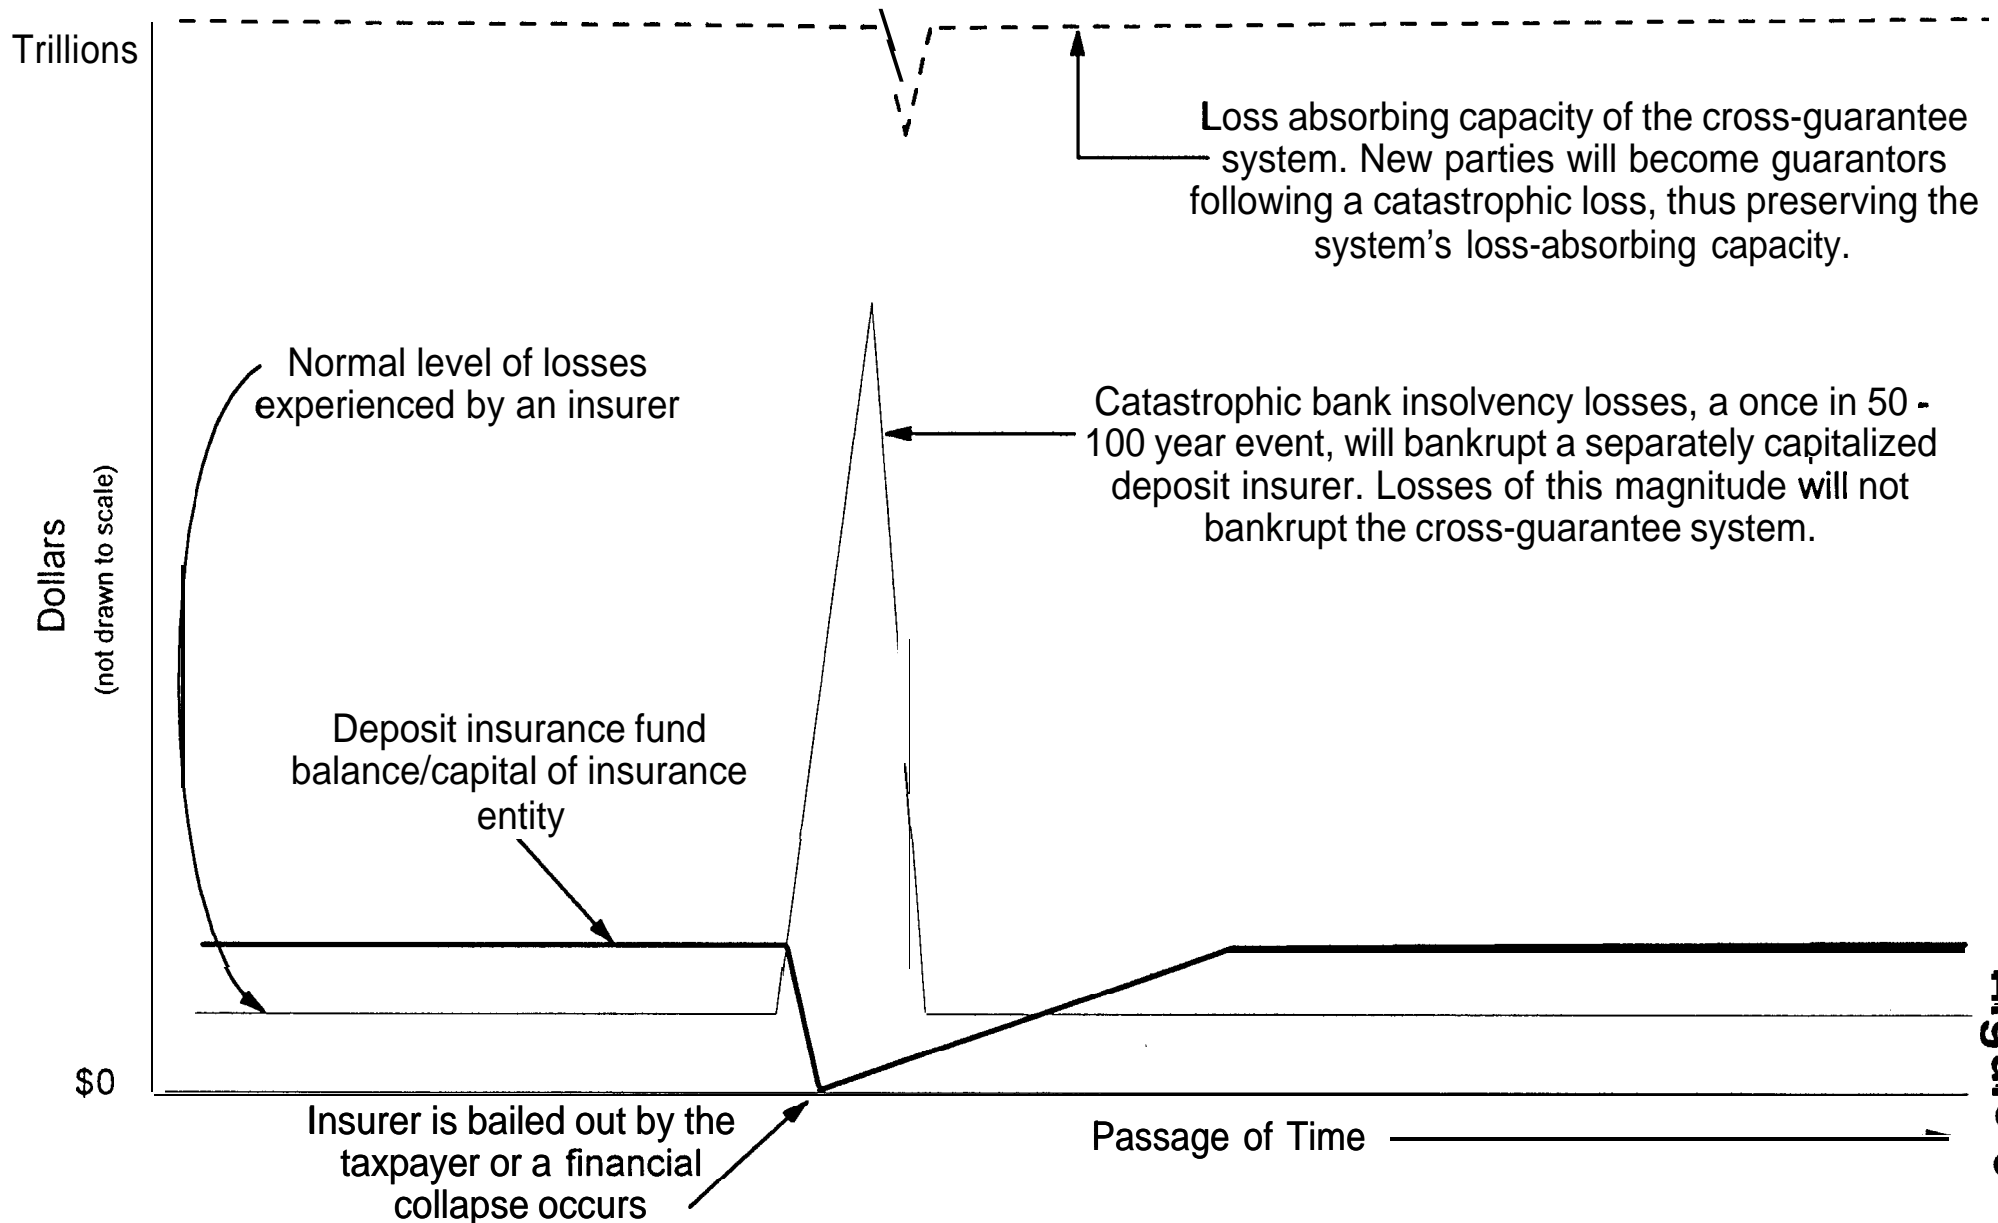 Trillions
Loss absorbing capacity of the cross-guarantee
system. New parties will become guarantors
following a catastrophic loss, thus preserving the
system's loss-absorbing capacity.
Normal level of losses
experienced by an insurer
Catastrophic bank insolvency losses, a once in 50 -
100 year event, will bankrupt a separately capitalized
deposit insurer. Losses of this magnitude will not
bankrupt the cross-guarantee system.
Dollars
(not drawn to scale)
Deposit insurance fund
balance/capital of insurance
entity
$0
Insurer is bailed out by the
taxpayer or a financial
collapse occurs
Passage of Time